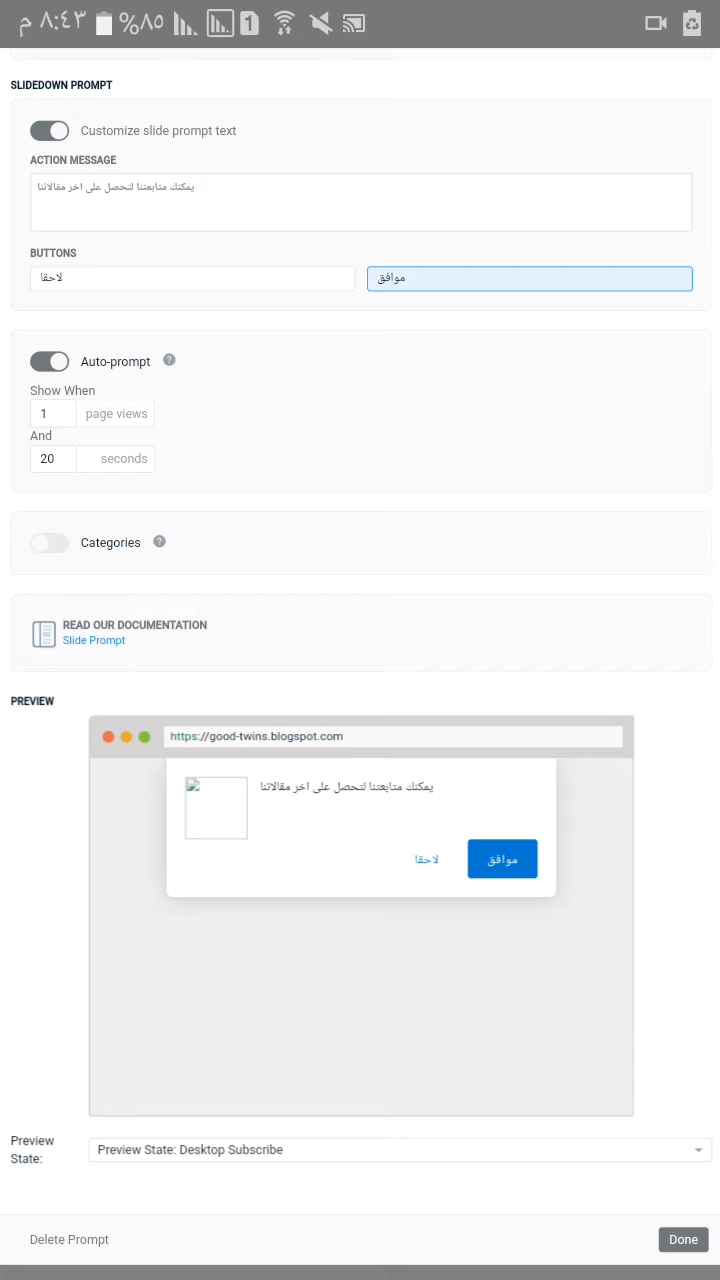 م ٨:٤٣ %٨٥ 1
SLIDEDOWN PROMPT
Customize slide prompt text
ACTION MESSAGE
يمكنك متابعتنا لتحصل على اخر مقالاتنا
BUTTONS
لاحقا موافق
Auto-prompt ?
Show When
1 page views
And
20 seconds
Categories ?
READ OUR DOCUMENTATION
Slide Prompt
PREVIEW
https://good-twins.blogspot.com
يمكنك متابعتنا لتحصل على اخر مقالاتنا
لاحقا موافق
Preview State: Preview State: Desktop Subscribe
Delete Prompt Done